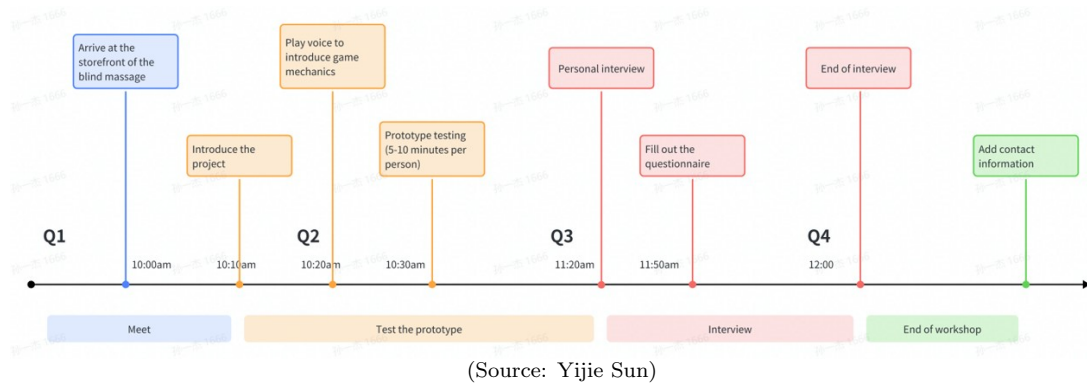 Arrive at the
storefront of the
blind massage
Introduce the
project
Play voice to
introduce game
mechanics
Prototype testing
(5-10 minutes per
person)
Personal interview
Fill out the
questionnaire
End of interview
Add contact
information
Q1
Q2
Q3
Q4
10:00am
10:10am
10:20am
10:30am
11:20am
11:50am
12:00
Meet
Test the prototype
Interview
End of workshop
(Source: Yijie Sun)